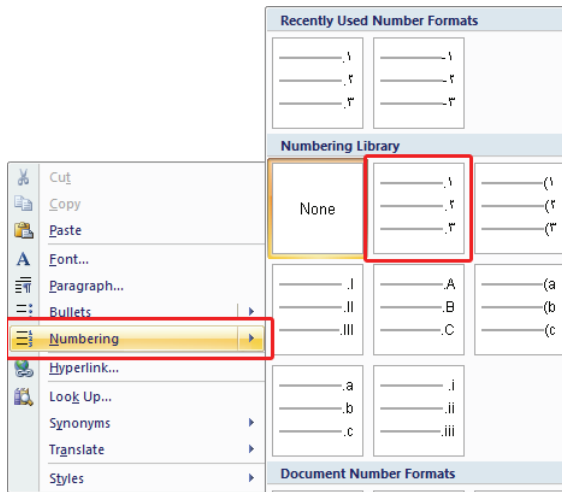 Cut
Copy
Paste
Font...
Paragraph...
Bullets
Numbering
Hyperlink...
Look Up...
Synonyms
Translate
Styles
Recently Used Number Formats
.١
.٢
.٣
-١
-٢
-٣
Numbering Library
None
.١
.٢
.٣
(١
(٢
(٣
.I
.II
.III
.A
.B
.C
(a
(b
(c
.a
.b
.c
.i
.ii
.iii
Document Number Formats